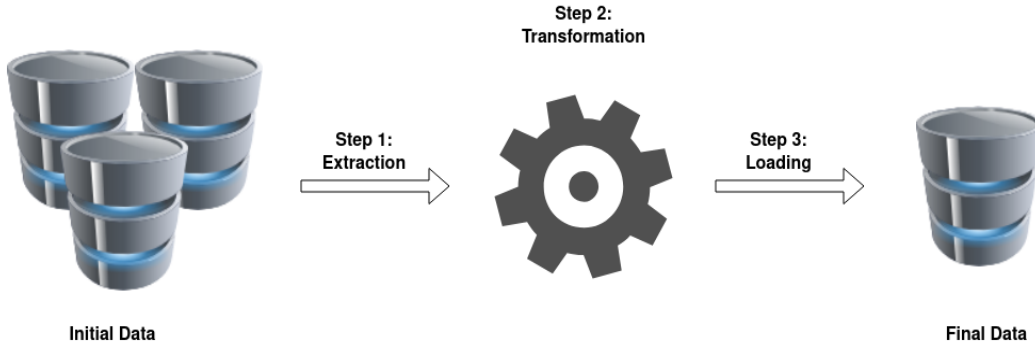 Step 2:
Transformation
Step 1:
Extraction
Step 3:
Loading
Initial Data
Final Data